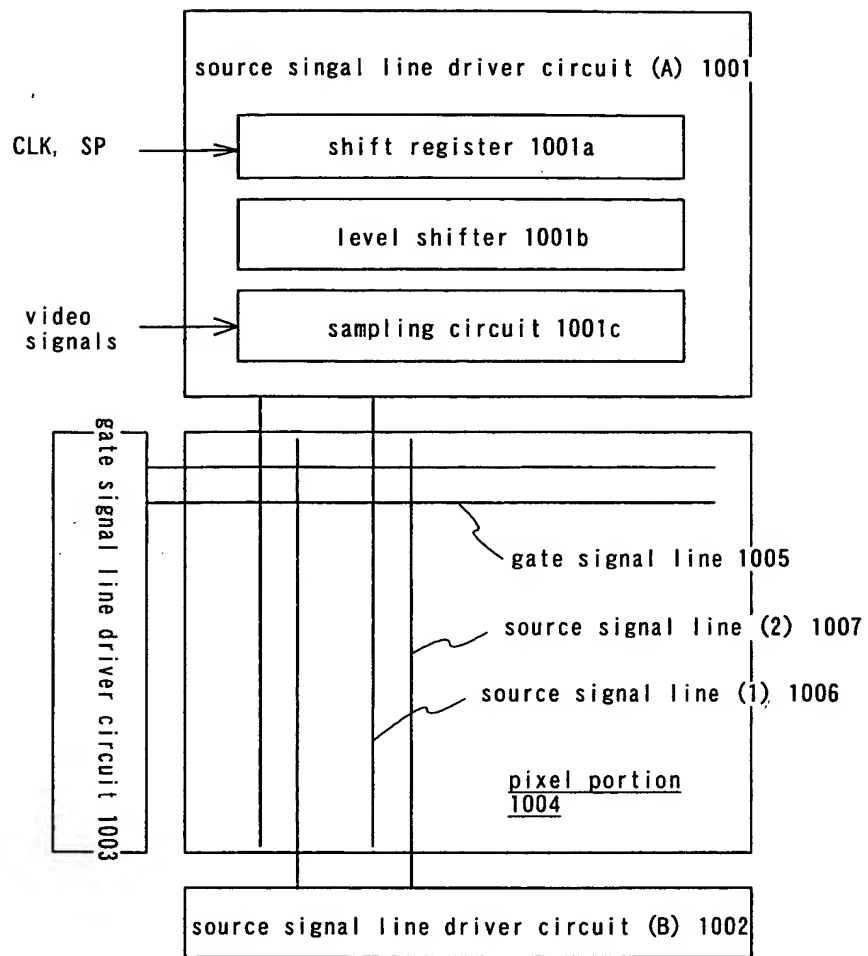 source singal line driver circuit (A) 1001
CLK, SP
shift register 1001a
level shifter 1001b
video
signals
sampling circuit 1001c
gate signal line driver circuit 1003
gate signal line 1005
source signal line (2) 1007
source signal line (1) 1006
pixel portion
1004
source signal line driver circuit (B) 1002